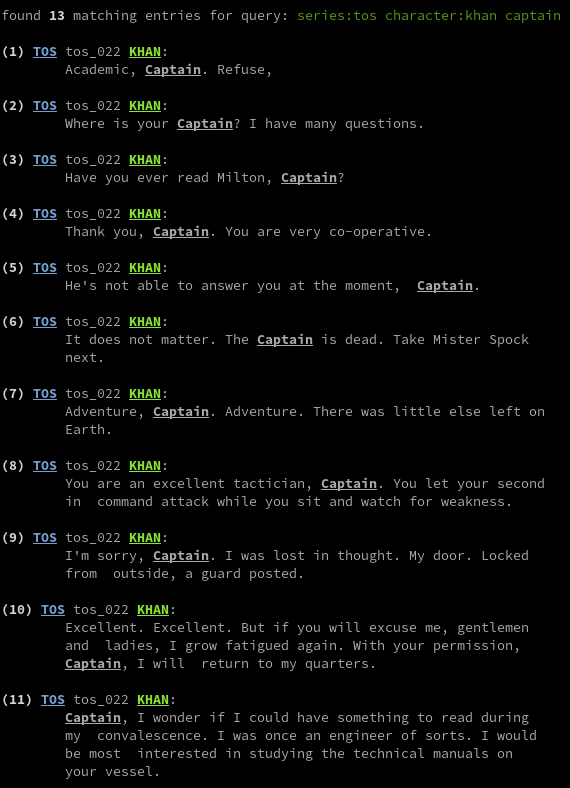 found 13 matching entries for query: series:tos character:khan captain
(1) TOS tos_022 KHAN:
Academic, Captain. Refuse,
(2) TOS tos_022 KHAN:
Where is your Captain? I have many questions.
(3) TOS tos_022 KHAN:
Have you ever read Milton, Captain?
(4) TOS tos_022 KHAN:
Thank you, Captain. You are very co-operative.
(5) TOS tos_022 KHAN:
He's not able to answer you at the moment,  Captain.
(6) TOS tos_022 KHAN:
It does not matter. The Captain is dead. Take Mister Spock
next.
(7) TOS tos_022 KHAN:
Adventure, Captain. Adventure. There was little else left on
Earth.
(8) TOS tos_022 KHAN:
You are an excellent tactician, Captain. You let your second
in  command attack while you sit and watch for weakness.
(9) TOS tos_022 KHAN:
I'm sorry, Captain. I was lost in thought. My door. Locked
from  outside, a guard posted.
(10) TOS tos_022 KHAN:
Excellent. Excellent. But if you will excuse me, gentlemen
and  ladies, I grow fatigued again. With your permission,
Captain, I will  return to my quarters.
(11) TOS tos_022 KHAN:
Captain, I wonder if I could have something to read during
my  convalescence. I was once an engineer of sorts. I would
be most  interested in studying the technical manuals on
your vessel.